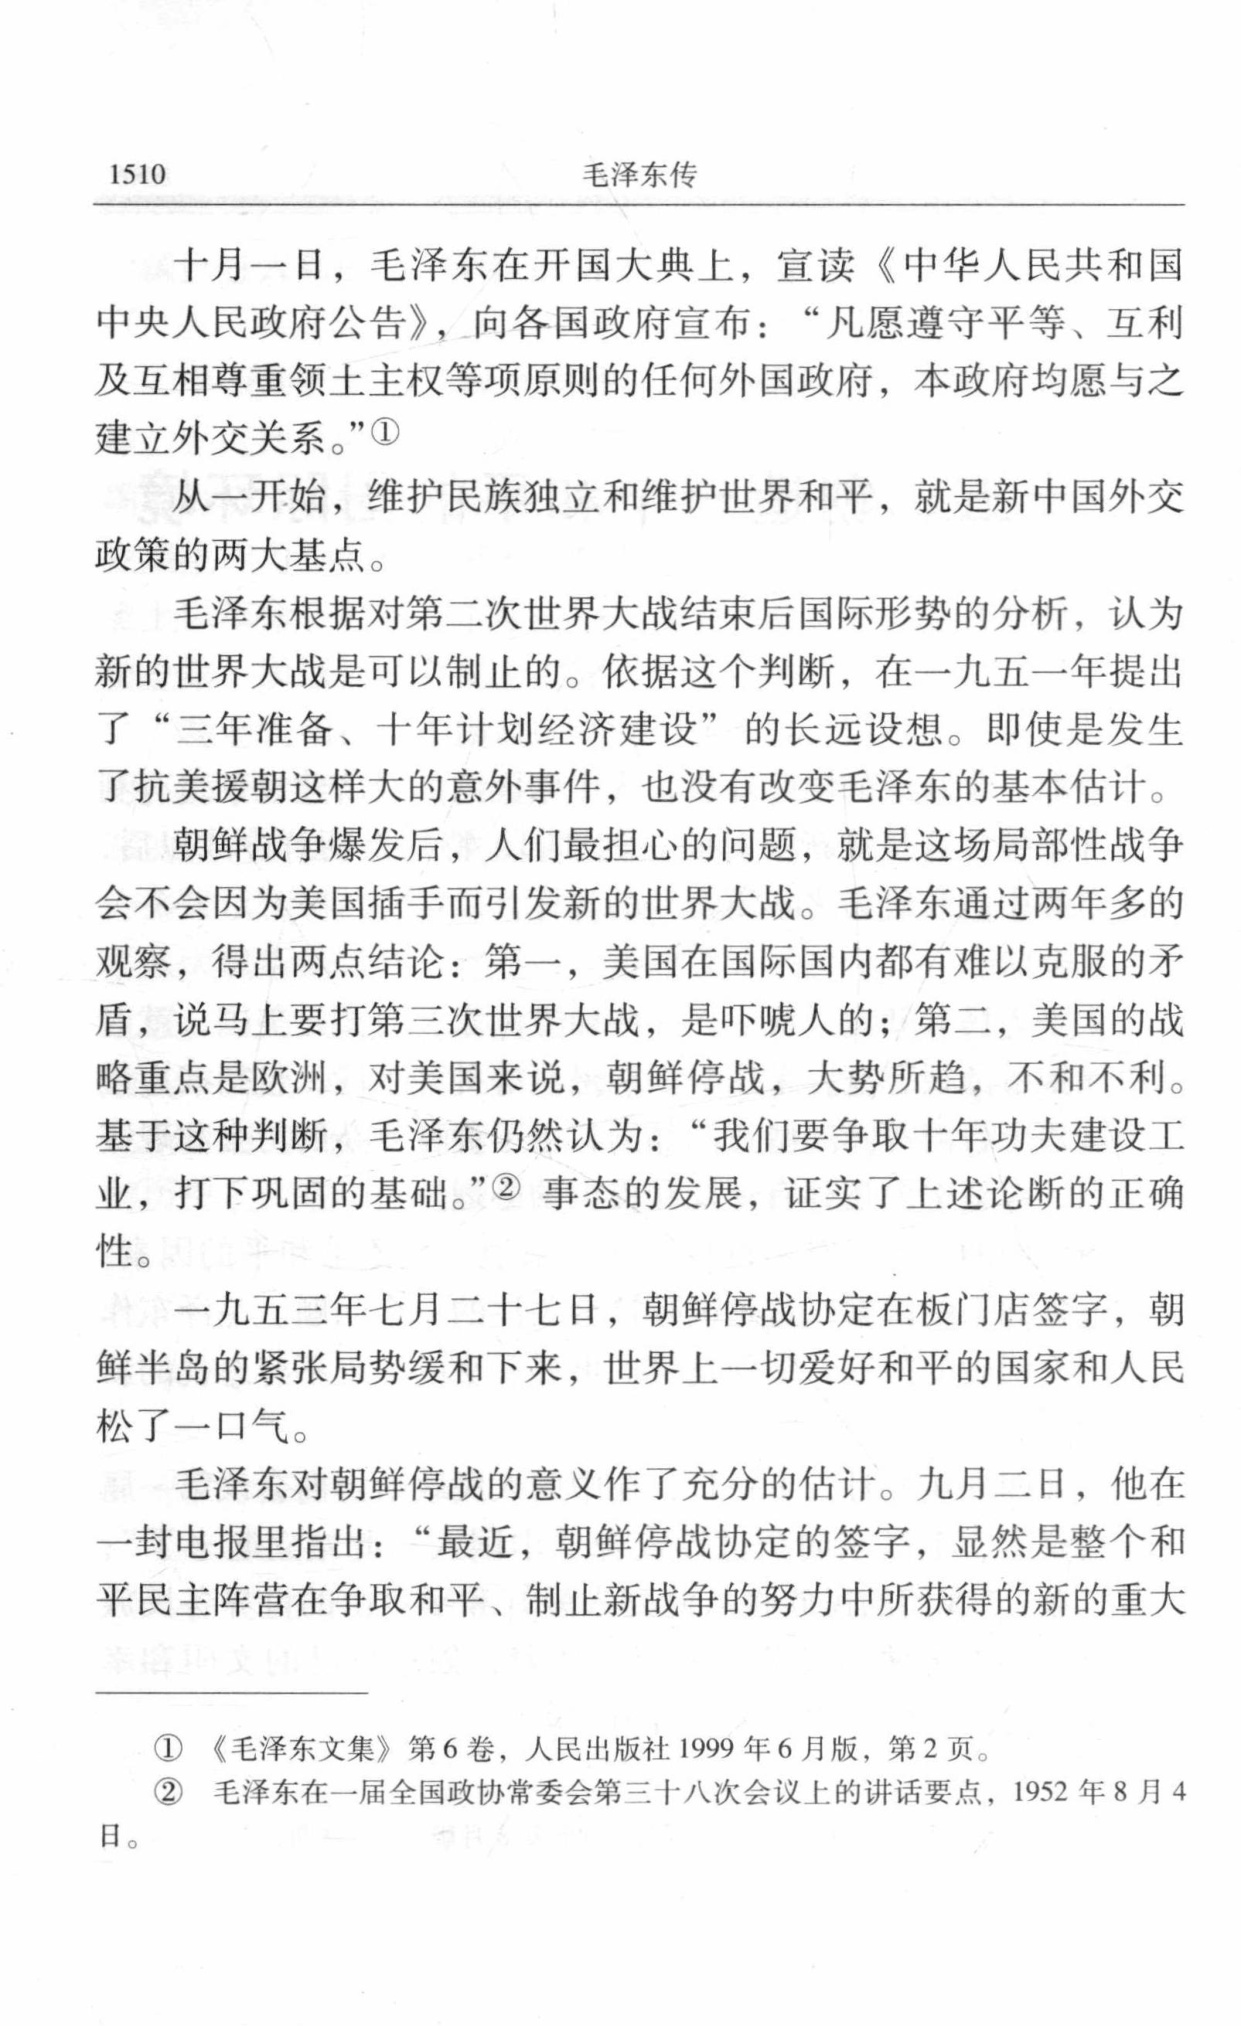 1510 毛泽东传
十月一日，毛泽东在开国大典上，宣读《中华人民共和国
中央人民政府公告》，向各国政府宣布：“凡愿遵守平等、互利
及互相尊重领土主权等项原则的任何外国政府，本政府均愿与之
建立外交关系。”①
从一开始，维护民族独立和维护世界和平，就是新中国外交
政策的两大基点。
毛泽东根据对第二次世界大战结束后国际形势的分析，认为
新的世界大战是可以制止的。依据这个判断，在一九五一年提出
了“三年准备、十年计划经济建设”的长远设想。即使是发生
了抗美援朝这样大的意外事件，也没有改变毛泽东的基本估计。
朝鲜战争爆发后，人们最担心的问题，就是这场局部性战争
会不会因为美国插手而引发新的世界大战。毛泽东通过两年多的
观察，得出两点结论：第一，美国在国际国内都有难以克服的矛
盾，说马上要打第三次世界大战，是吓唬人的；第二，美国的战
略重点是欧洲，对美国来说，朝鲜停战，大势所趋，不和不利。
基于这种判断，毛泽东仍然认为：“我们要争取十年功夫建设工
业，打下巩固的基础。”② 事态的发展，证实了上述论断的正确
性。
一九五三年七月二十七日，朝鲜停战协定在板门店签字，朝
鲜半岛的紧张局势缓和下来，世界上一切爱好和平的国家和人民
松了一口气。
毛泽东对朝鲜停战的意义作了充分的估计。九月二日，他在
一封电报里指出：“最近，朝鲜停战协定的签字，显然是整个和
平民主阵营在争取和平、制止新战争的努力中所获得的新的重大
① 《毛泽东文集》第6卷，人民出版社1999年6月版，第2页。
② 毛泽东在一届全国政协常委会第三十八次会议上的讲话要点，1952年8月4
日。